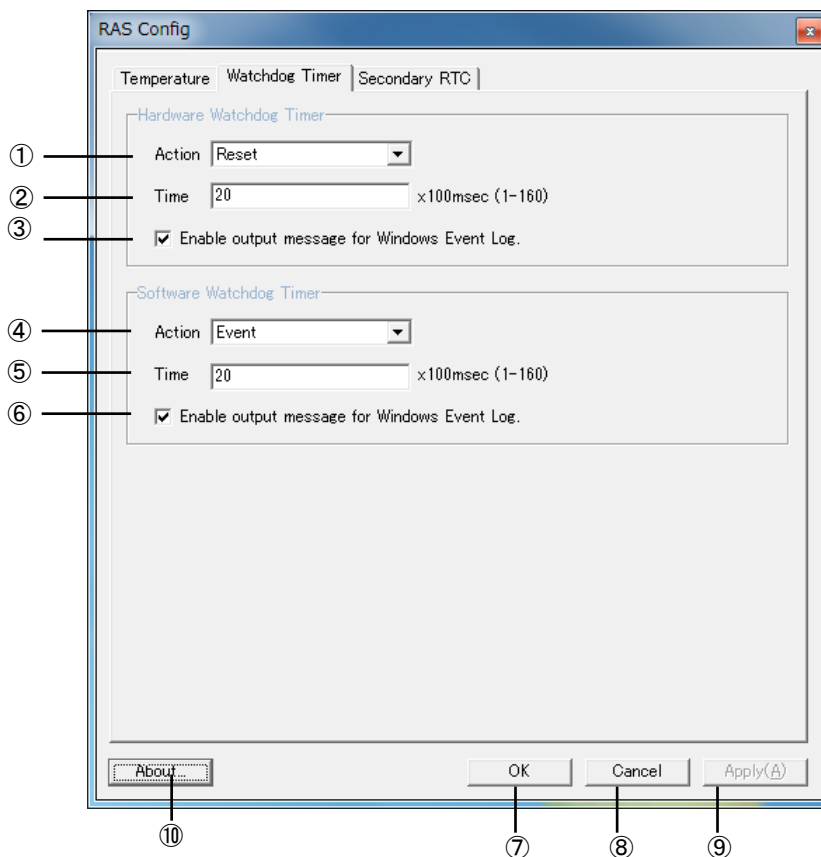 RAS Config
Temperature Watchdog Timer Secondary RTC
Hardware Watchdog Timer
① Action Reset
② Time 20 x100msec (1-160)
③ Enable output message for Windows Event Log.
Software Watchdog Timer
④ Action Event
⑤ Time 20 x100msec (1-160)
⑥ Enable output message for Windows Event Log.
About... OK Cancel Apply(A)
⑩ ⑦ ⑧ ⑨